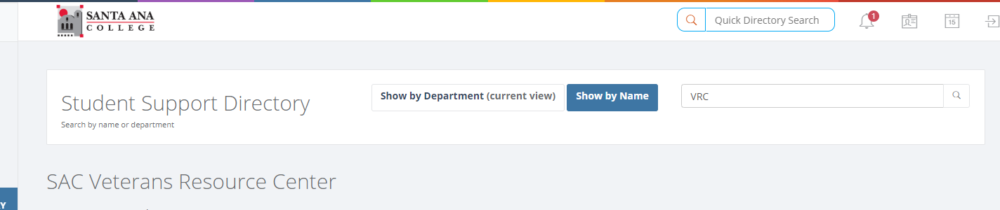 SANTA ANA
COLLEGE
Quick Directory Search
1
15
Student Support Directory
Search by name or department
Show by Department (current view)
Show by Name
VRC
SAC Veterans Resource Center
Y